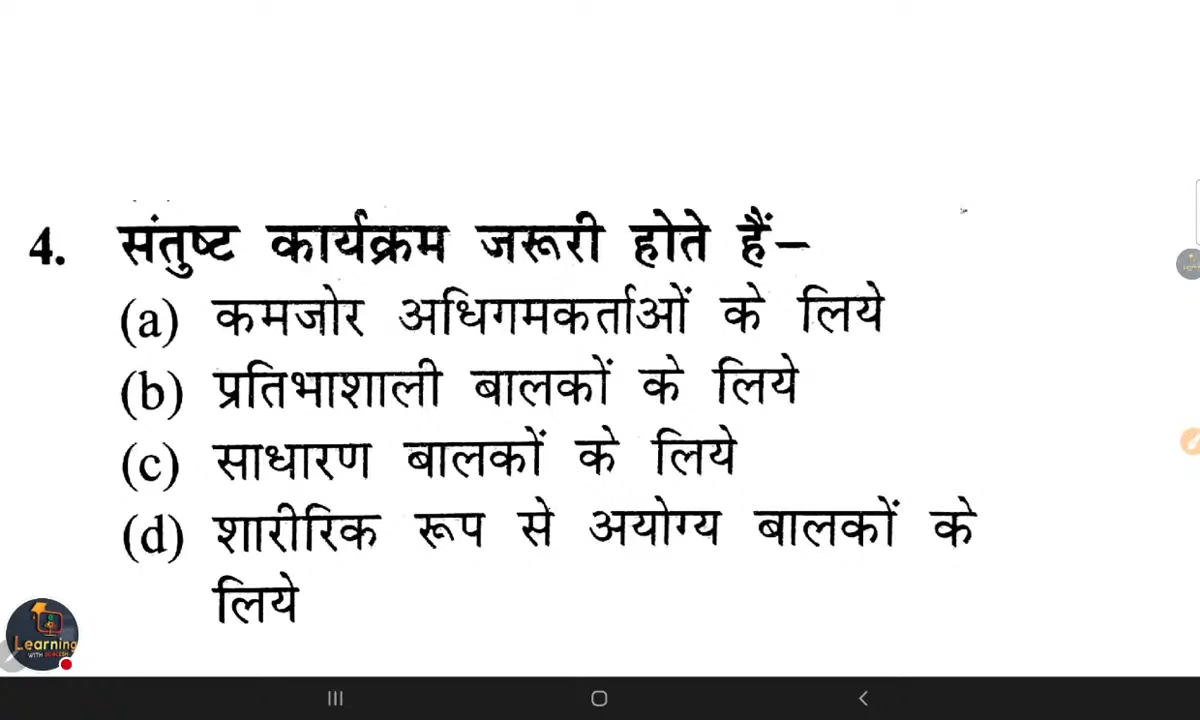 4. संतुष्ट कार्यक्रम जरूरी होते हैं–
(a) कमजोर अधिगमकर्ताओं के लिये
(b) प्रतिभाशाली बालकों के लिये
(c) साधारण बालकों के लिये
(d) शारीरिक रूप से अयोग्य बालकों के
लिये
Learning